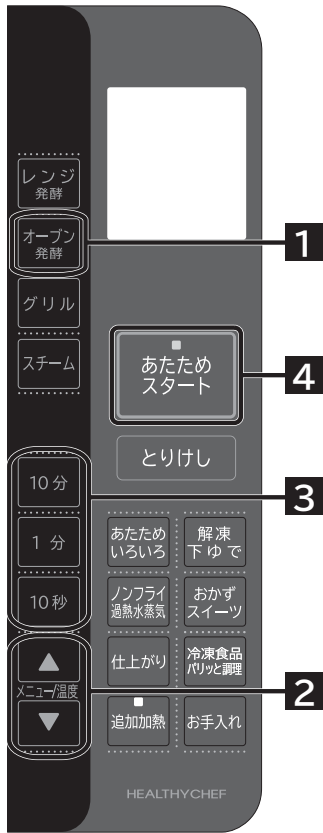 レンジ
発酵
オーブン
発酵
1
グリル
スチーム
あたため
スタート
4
とりけし
10分
3
1分
10秒
あたため
いろいろ
解凍
下ゆで
ノンフライ
過熱水蒸気
おかず
スイーツ
▲
メニュー/温度
▼
2
仕上がり
冷凍食品
パリッと調理
追加加熱
お手入れ
HEALTHYCHEF